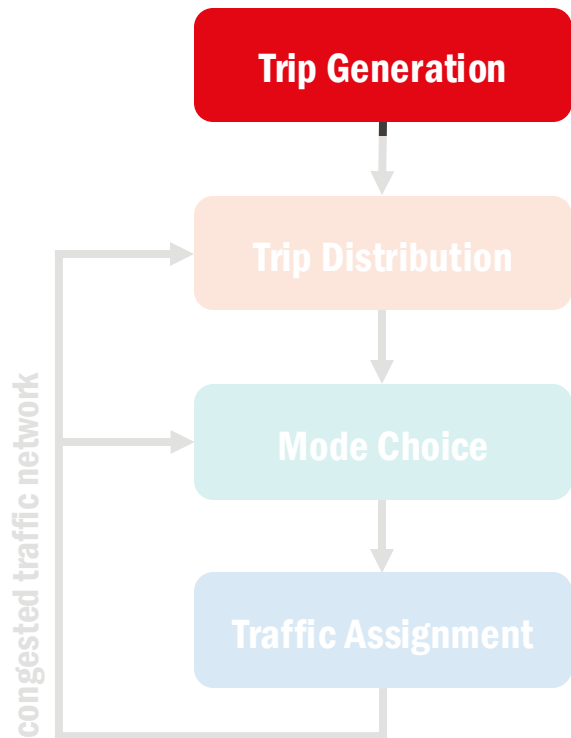 Trip Generation
Trip Distribution
Mode Choice
Traffic Assignment
congested traffic network